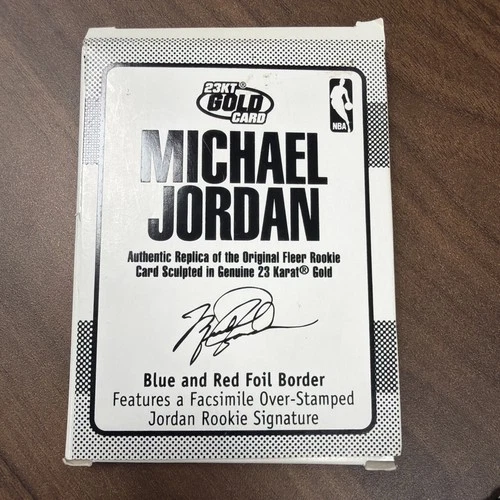 23KT®
GOLD
CARD
NBA
MICHAEL
JORDAN
Authentic Replica of the Original Fleer Rookie
Card Sculpted in Genuine 23 Karat® Gold
Blue and Red Foil Border
Features a Facsimile Over-Stamped
Jordan Rookie Signature